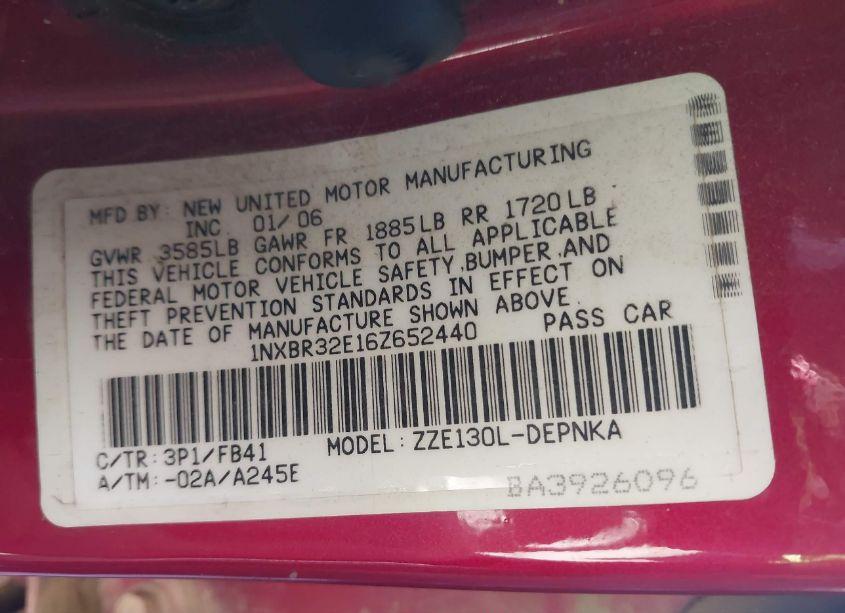 MFD BY: NEW UNITED MOTOR MANUFACTURING
INC 01/06
GVWR 3585LB GAWR FR 1885LB RR 1720LB
THIS VEHICLE CONFORMS TO ALL APPLICABLE
FEDERAL MOTOR VEHICLE SAFETY,BUMPER,AND
THEFT PREVENTION STANDARDS IN EFFECT ON
THE DATE OF MANUFACTURE SHOWN ABOVE.
1NXBR32E16Z652440 PASS CAR
C/TR: 3P1/FB41 MODEL: ZZE130L-DEPNKA
A/TM: -02A/A245E
BA3926096